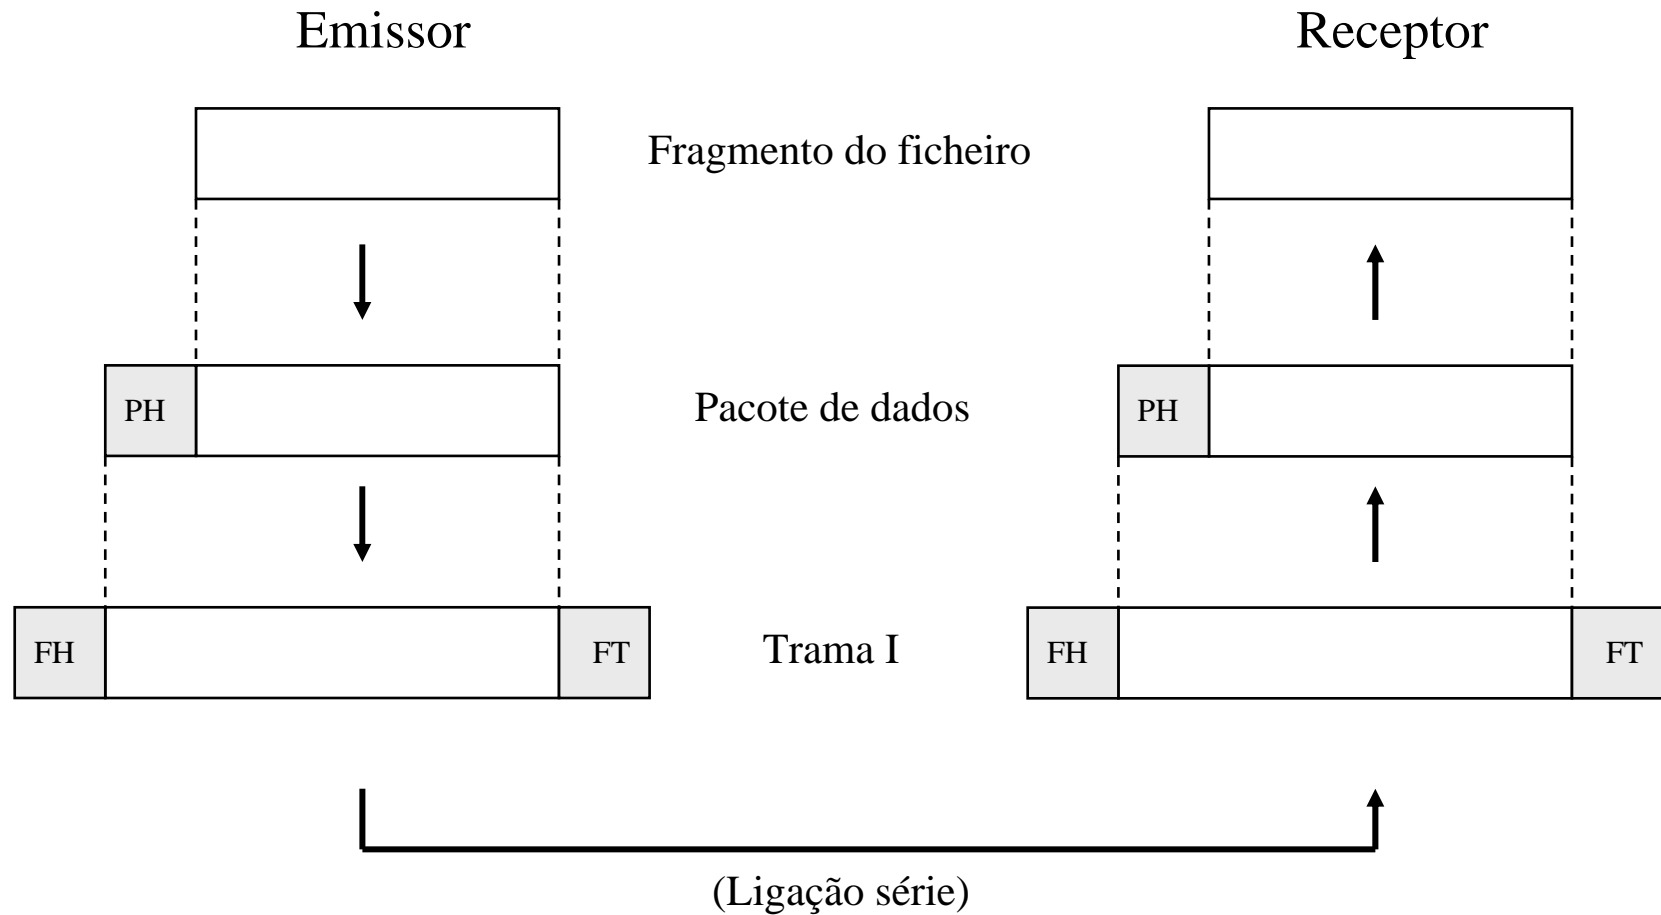 Emissor
Receptor
Fragmento do ficheiro
PH
Pacote de dados
PH
FH
FT
Trama I
FH
FT
(Ligação série)